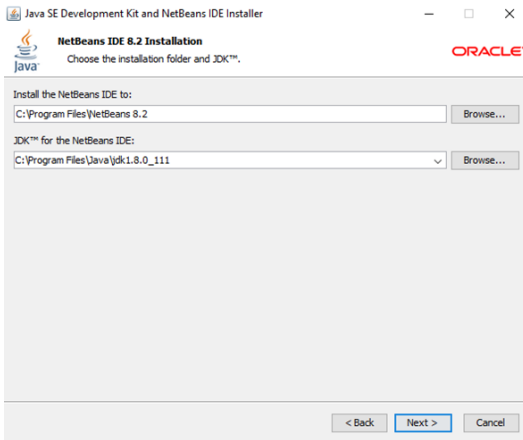 Java SE Development Kit and NetBeans IDE Installer
NetBeans IDE 8.2 Installation
Choose the installation folder and JDK™.
Java
ORACLE
Install the NetBeans IDE to:
C:\Program Files\NetBeans 8.2
Browse...
JDK™ for the NetBeans IDE:
C:\Program Files\Java\jdk1.8.0_111
Browse...
< Back
Next >
Cancel